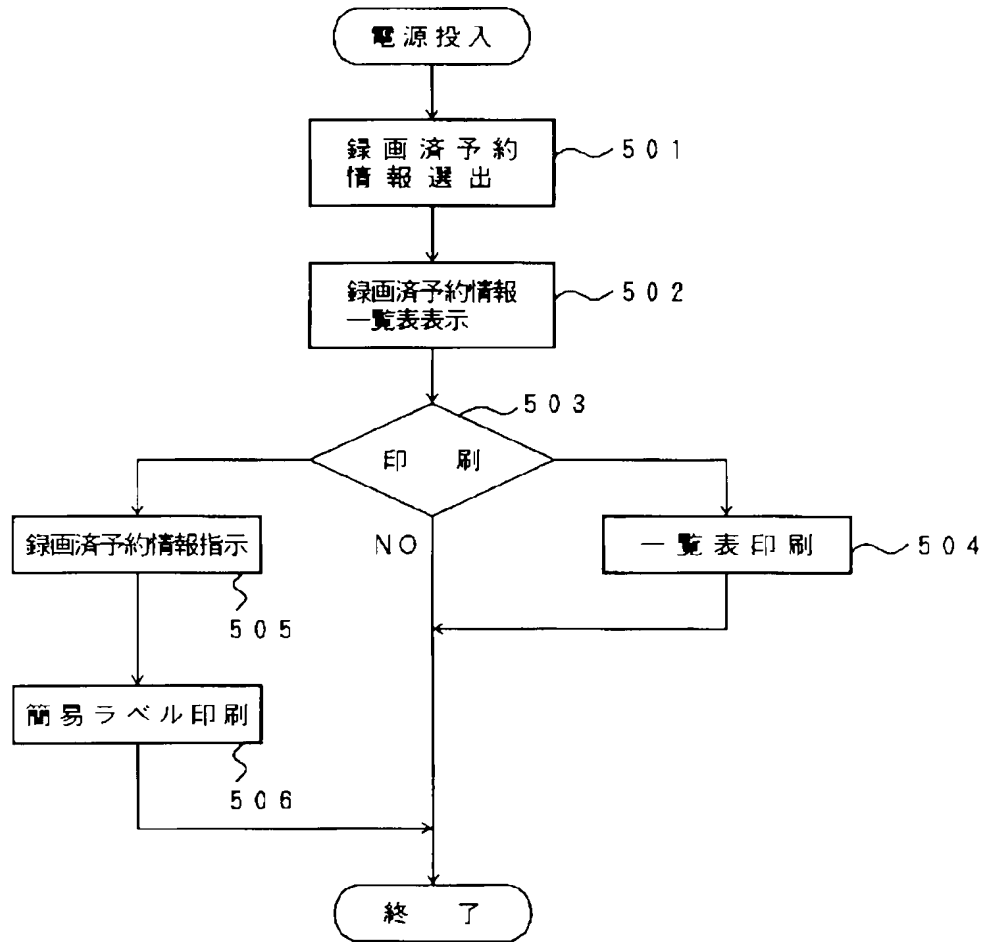 電源投入
録画済予約
情報選出
501
録画済予約情報
一覧表表示
502
503
印刷
録画済予約情報指示
NO
一覧表印刷
504
505
簡易ラベル印刷
506
終了